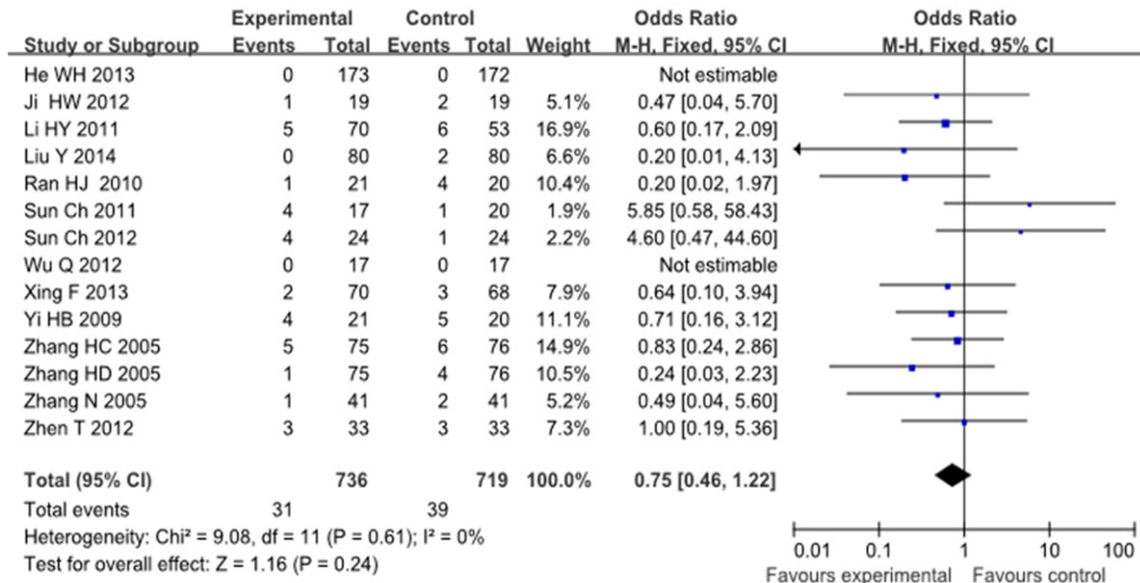 Experimental Control Odds Ratio Odds Ratio
Study or Subgroup Events Total Events Total Weight M-H, Fixed, 95% CI M-H, Fixed, 95% CI
He WH 2013 0 173 0 172 Not estimable
Ji HW 2012 1 19 2 19 5.1% 0.47 [0.04, 5.70]
Li HY 2011 5 70 6 53 16.9% 0.60 [0.17, 2.09]
Liu Y 2014 0 80 2 80 6.6% 0.20 [0.01, 4.13]
Ran HJ 2010 1 21 4 20 10.4% 0.20 [0.02, 1.97]
Sun Ch 2011 4 17 1 20 1.9% 5.85 [0.58, 58.43]
Sun Ch 2012 4 24 1 24 2.2% 4.60 [0.47, 44.60]
Wu Q 2012 0 17 0 17 Not estimable
Xing F 2013 2 70 3 68 7.9% 0.64 [0.10, 3.94]
Yi HB 2009 4 21 5 20 11.1% 0.71 [0.16, 3.12]
Zhang HC 2005 5 75 6 76 14.9% 0.83 [0.24, 2.86]
Zhang HD 2005 1 75 4 76 10.5% 0.24 [0.03, 2.23]
Zhang N 2005 1 41 2 41 5.2% 0.49 [0.04, 5.60]
Zhen T 2012 3 33 3 33 7.3% 1.00 [0.19, 5.36]
Total (95% CI) 736 719 100.0% 0.75 [0.46, 1.22]
Total events 31 39
Heterogeneity: Chi² = 9.08, df = 11 (P = 0.61); I² = 0%
Test for overall effect: Z = 1.16 (P = 0.24)
0.01 0.1 1 10 100
Favours experimental Favours control